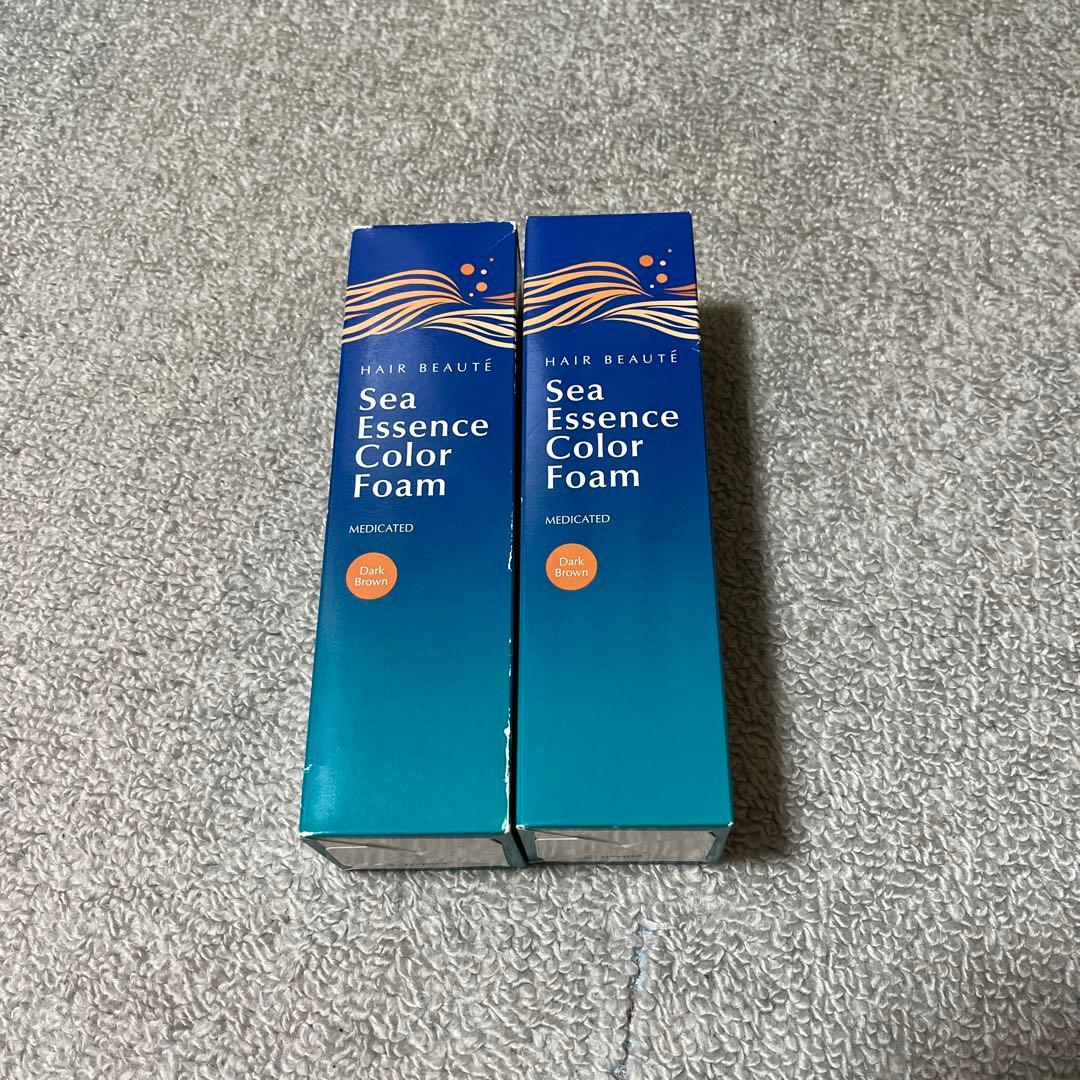 HAIR BEAUTÉ
Sea
Essence
Color
Foam
MEDICATED
Dark
Brown
HAIR BEAUTÉ
Sea
Essence
Color
Foam
MEDICATED
Dark
Brown